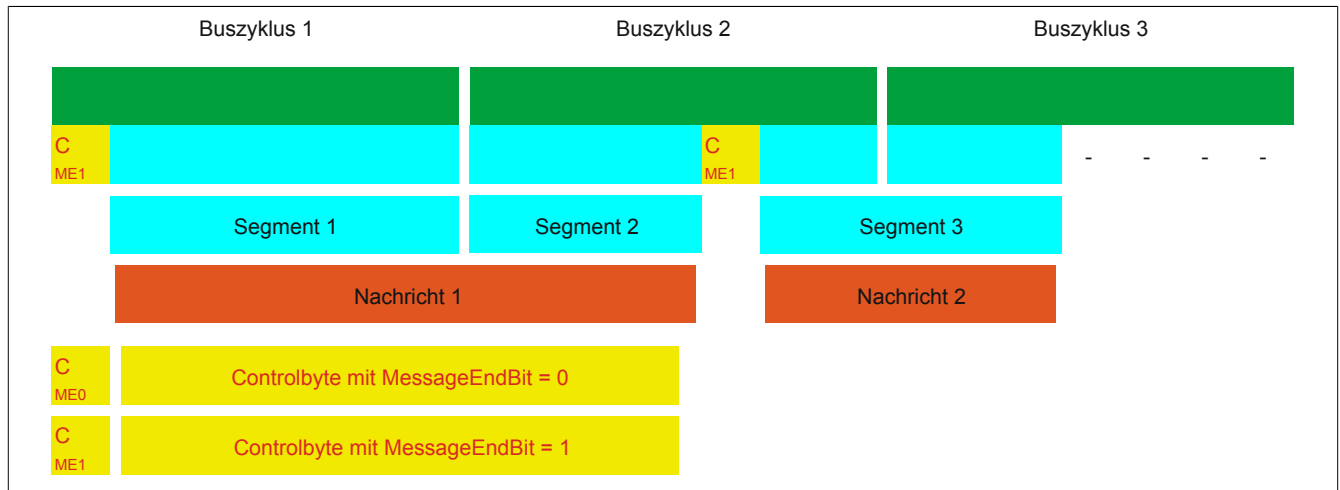 Buszyklus 1 Buszyklus 2 Buszyklus 3
C C
ME1 ME1 - - - -
Segment 1 Segment 2 Segment 3
Nachricht 1 Nachricht 2
C
ME0 Controlbyte mit MessageEndBit = 0
C
ME1 Controlbyte mit MessageEndBit = 1